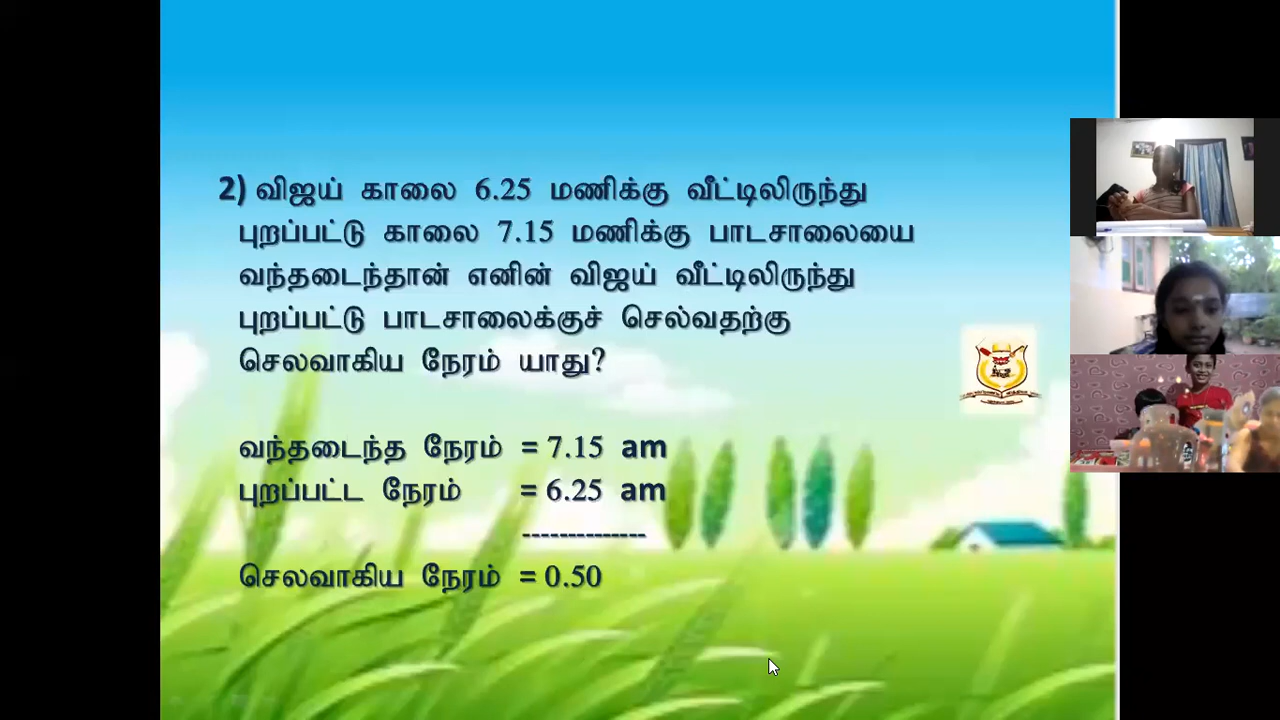 2) விஜய் காலை 6.25 மணிக்கு வீட்டிலிருந்து
புறப்பட்டு காலை 7.15 மணிக்கு பாடசாலையை
வந்தடைந்தான் எனின் விஜய் வீட்டிலிருந்து
புறப்பட்டு பாடசாலைக்குச் செல்வதற்கு
செலவாகிய நேரம் யாது?
வந்தடைந்த நேரம் = 7.15 am
புறப்பட்ட நேரம் = 6.25 am
--------------
செலவாகிய நேரம் = 0.50